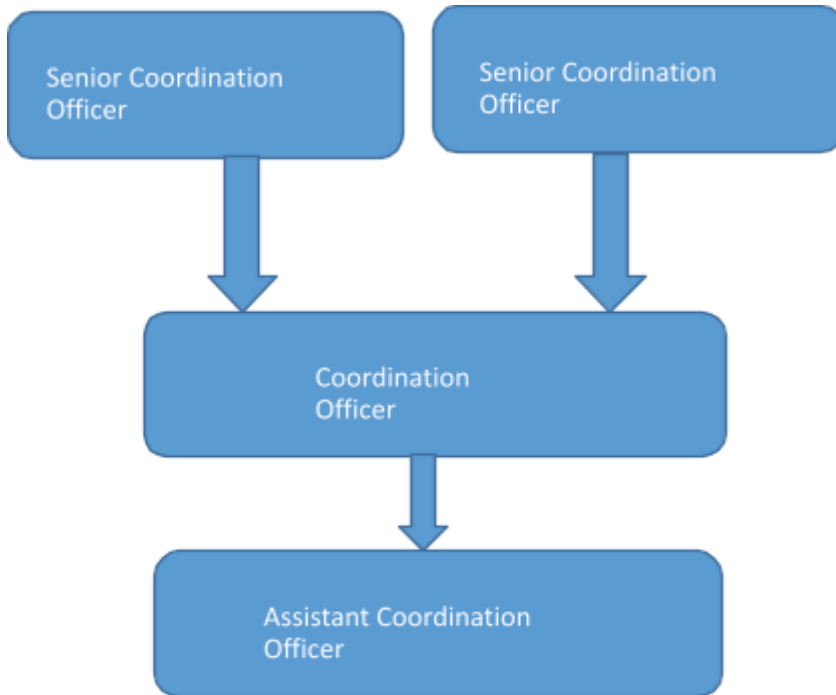 Senior Coordination
Officer
Senior Coordination
Officer
Coordination
Officer
Assistant Coordination
Officer